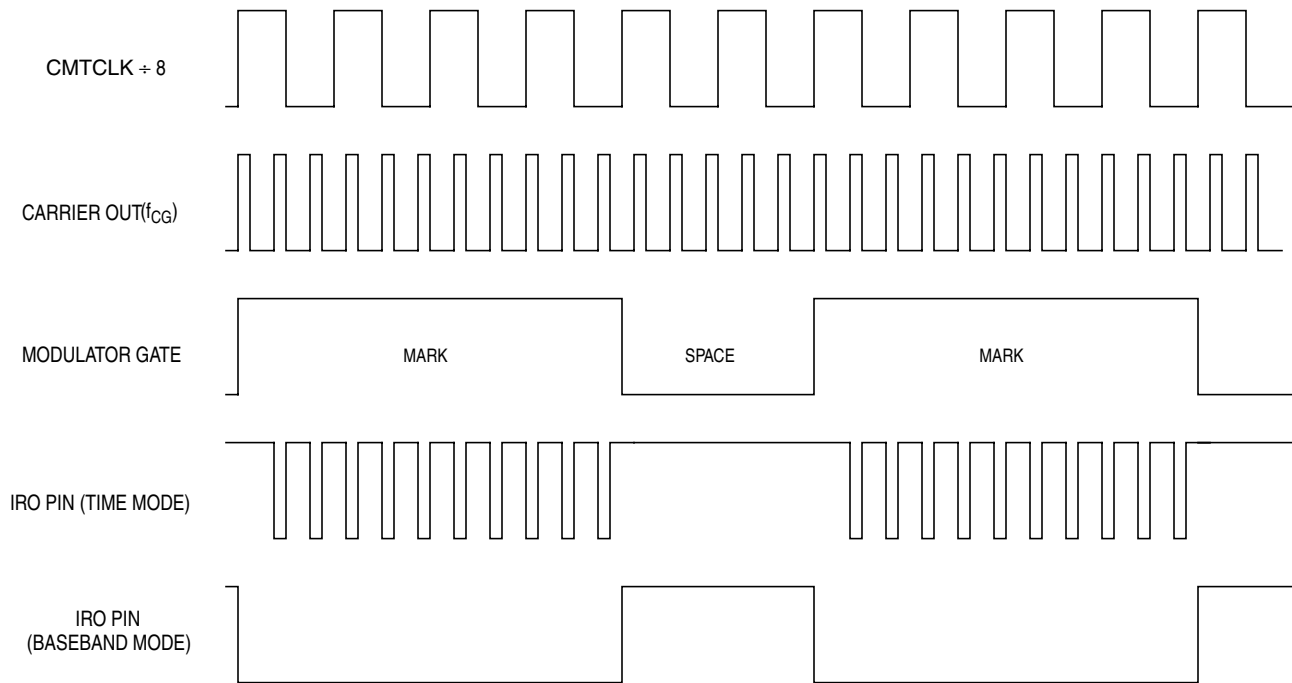 CMTCLK ÷ 8
CARRIER OUT(fCG)
MODULATOR GATE
MARK
SPACE
MARK
IRO PIN (TIME MODE)
IRO PIN
(BASEBAND MODE)